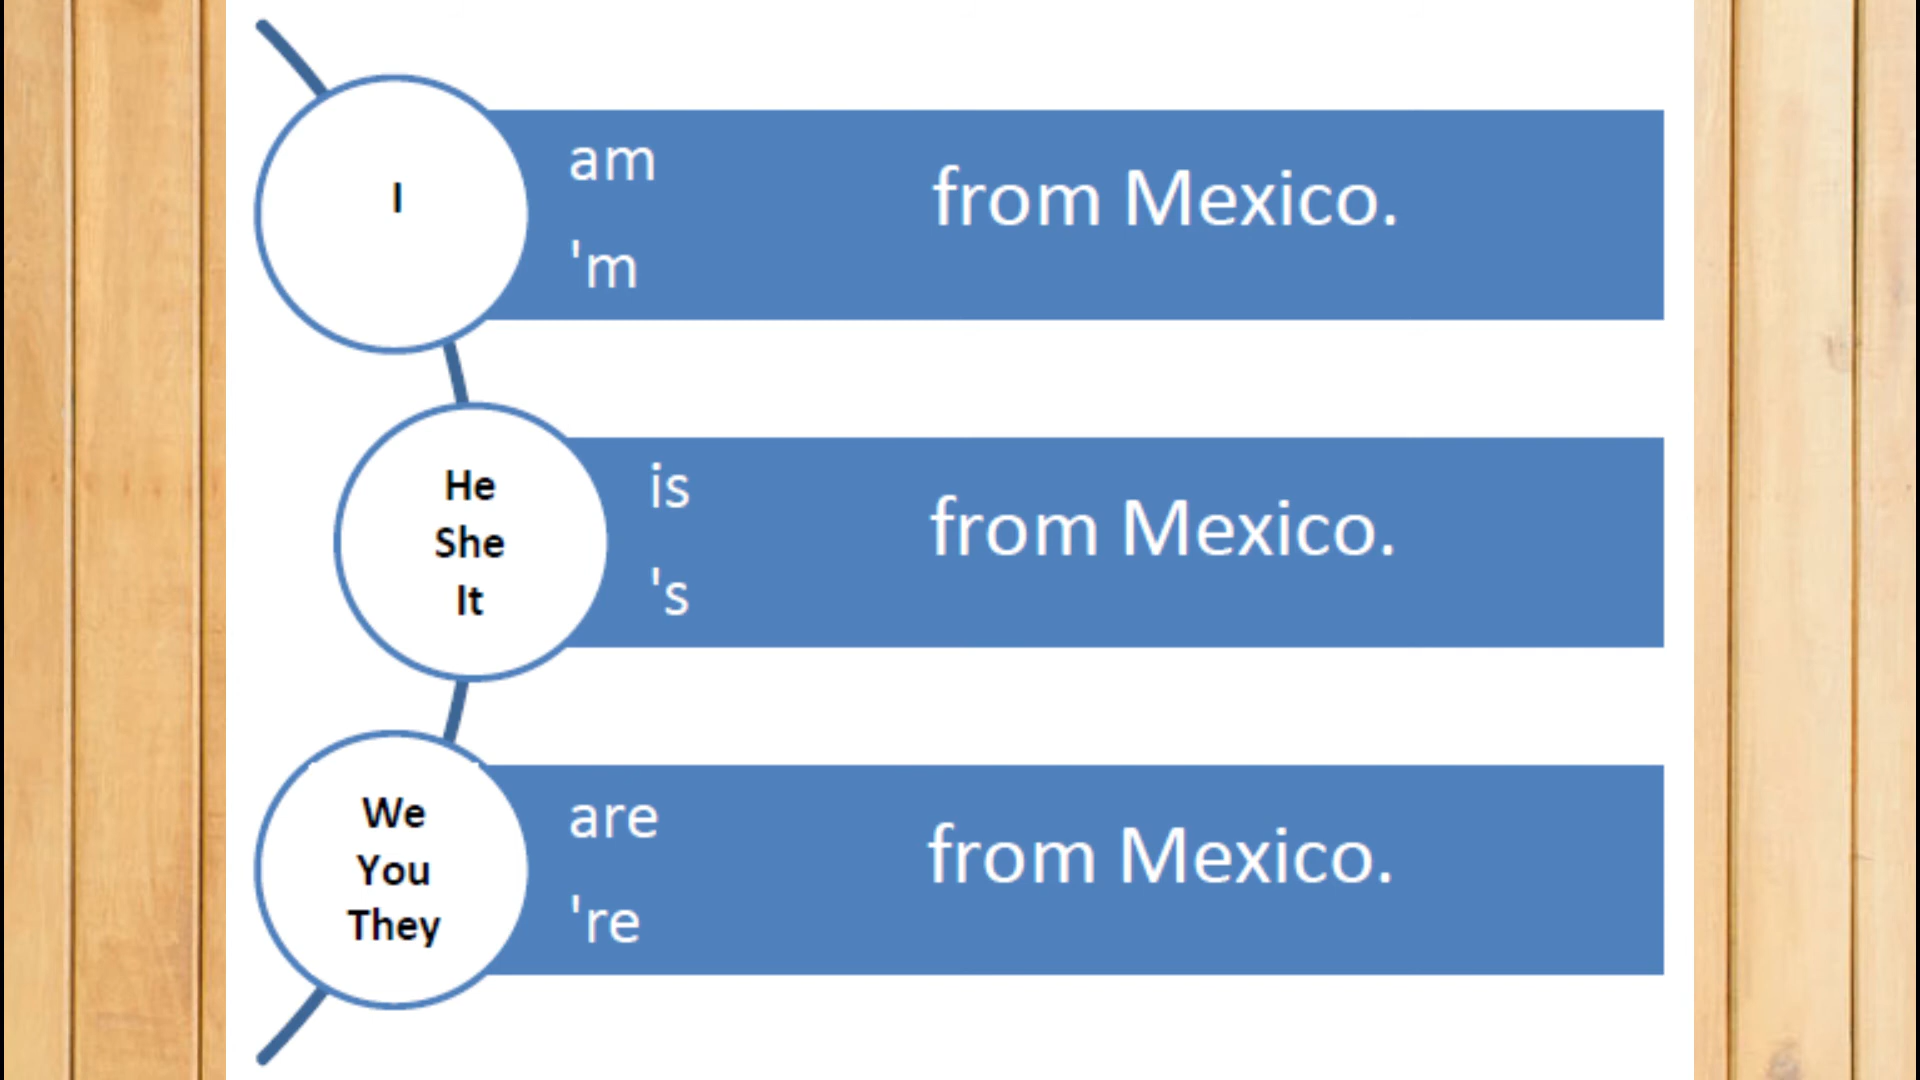 I
am
'm
from Mexico.
He
She
It
is
's
from Mexico.
We
You
They
are
're
from Mexico.